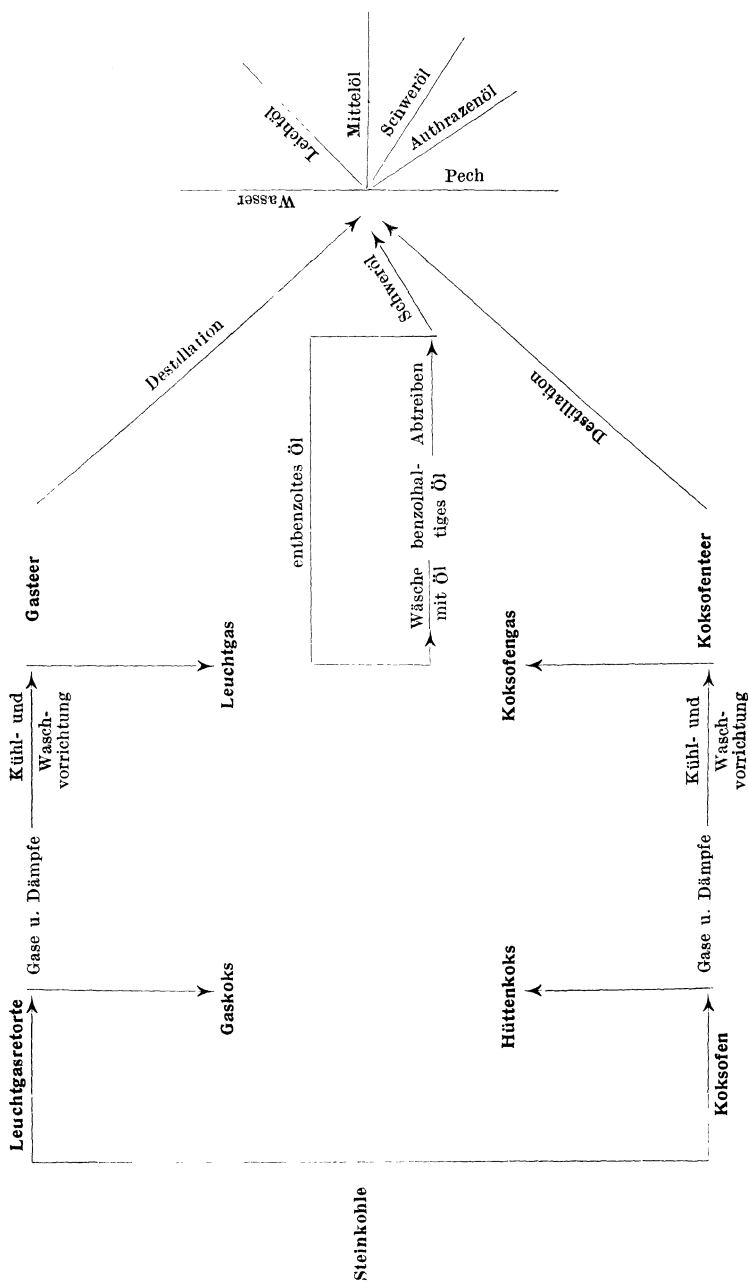 Steinkohle
Leuchtgasretorte
Gaskoks
Gase u. Dämpfe
Kühl- und
Wasch-
vorrichtung
Leuchtgas
Gasteer
Destillation
Koksofen
Hüttenkoks
Gase u. Dämpfe
Kühl- und
Wasch-
vorrichtung
Koksofengas
Koksofenteer
Destillation
entbenzoltes Öl
Wäsche
mit Öl
benzolhal-
tiges Öl
Abtreiben
Schweröl
Wasser
Leichtöl
Mittelöl
Schweröl
Authrazenöl
Pech